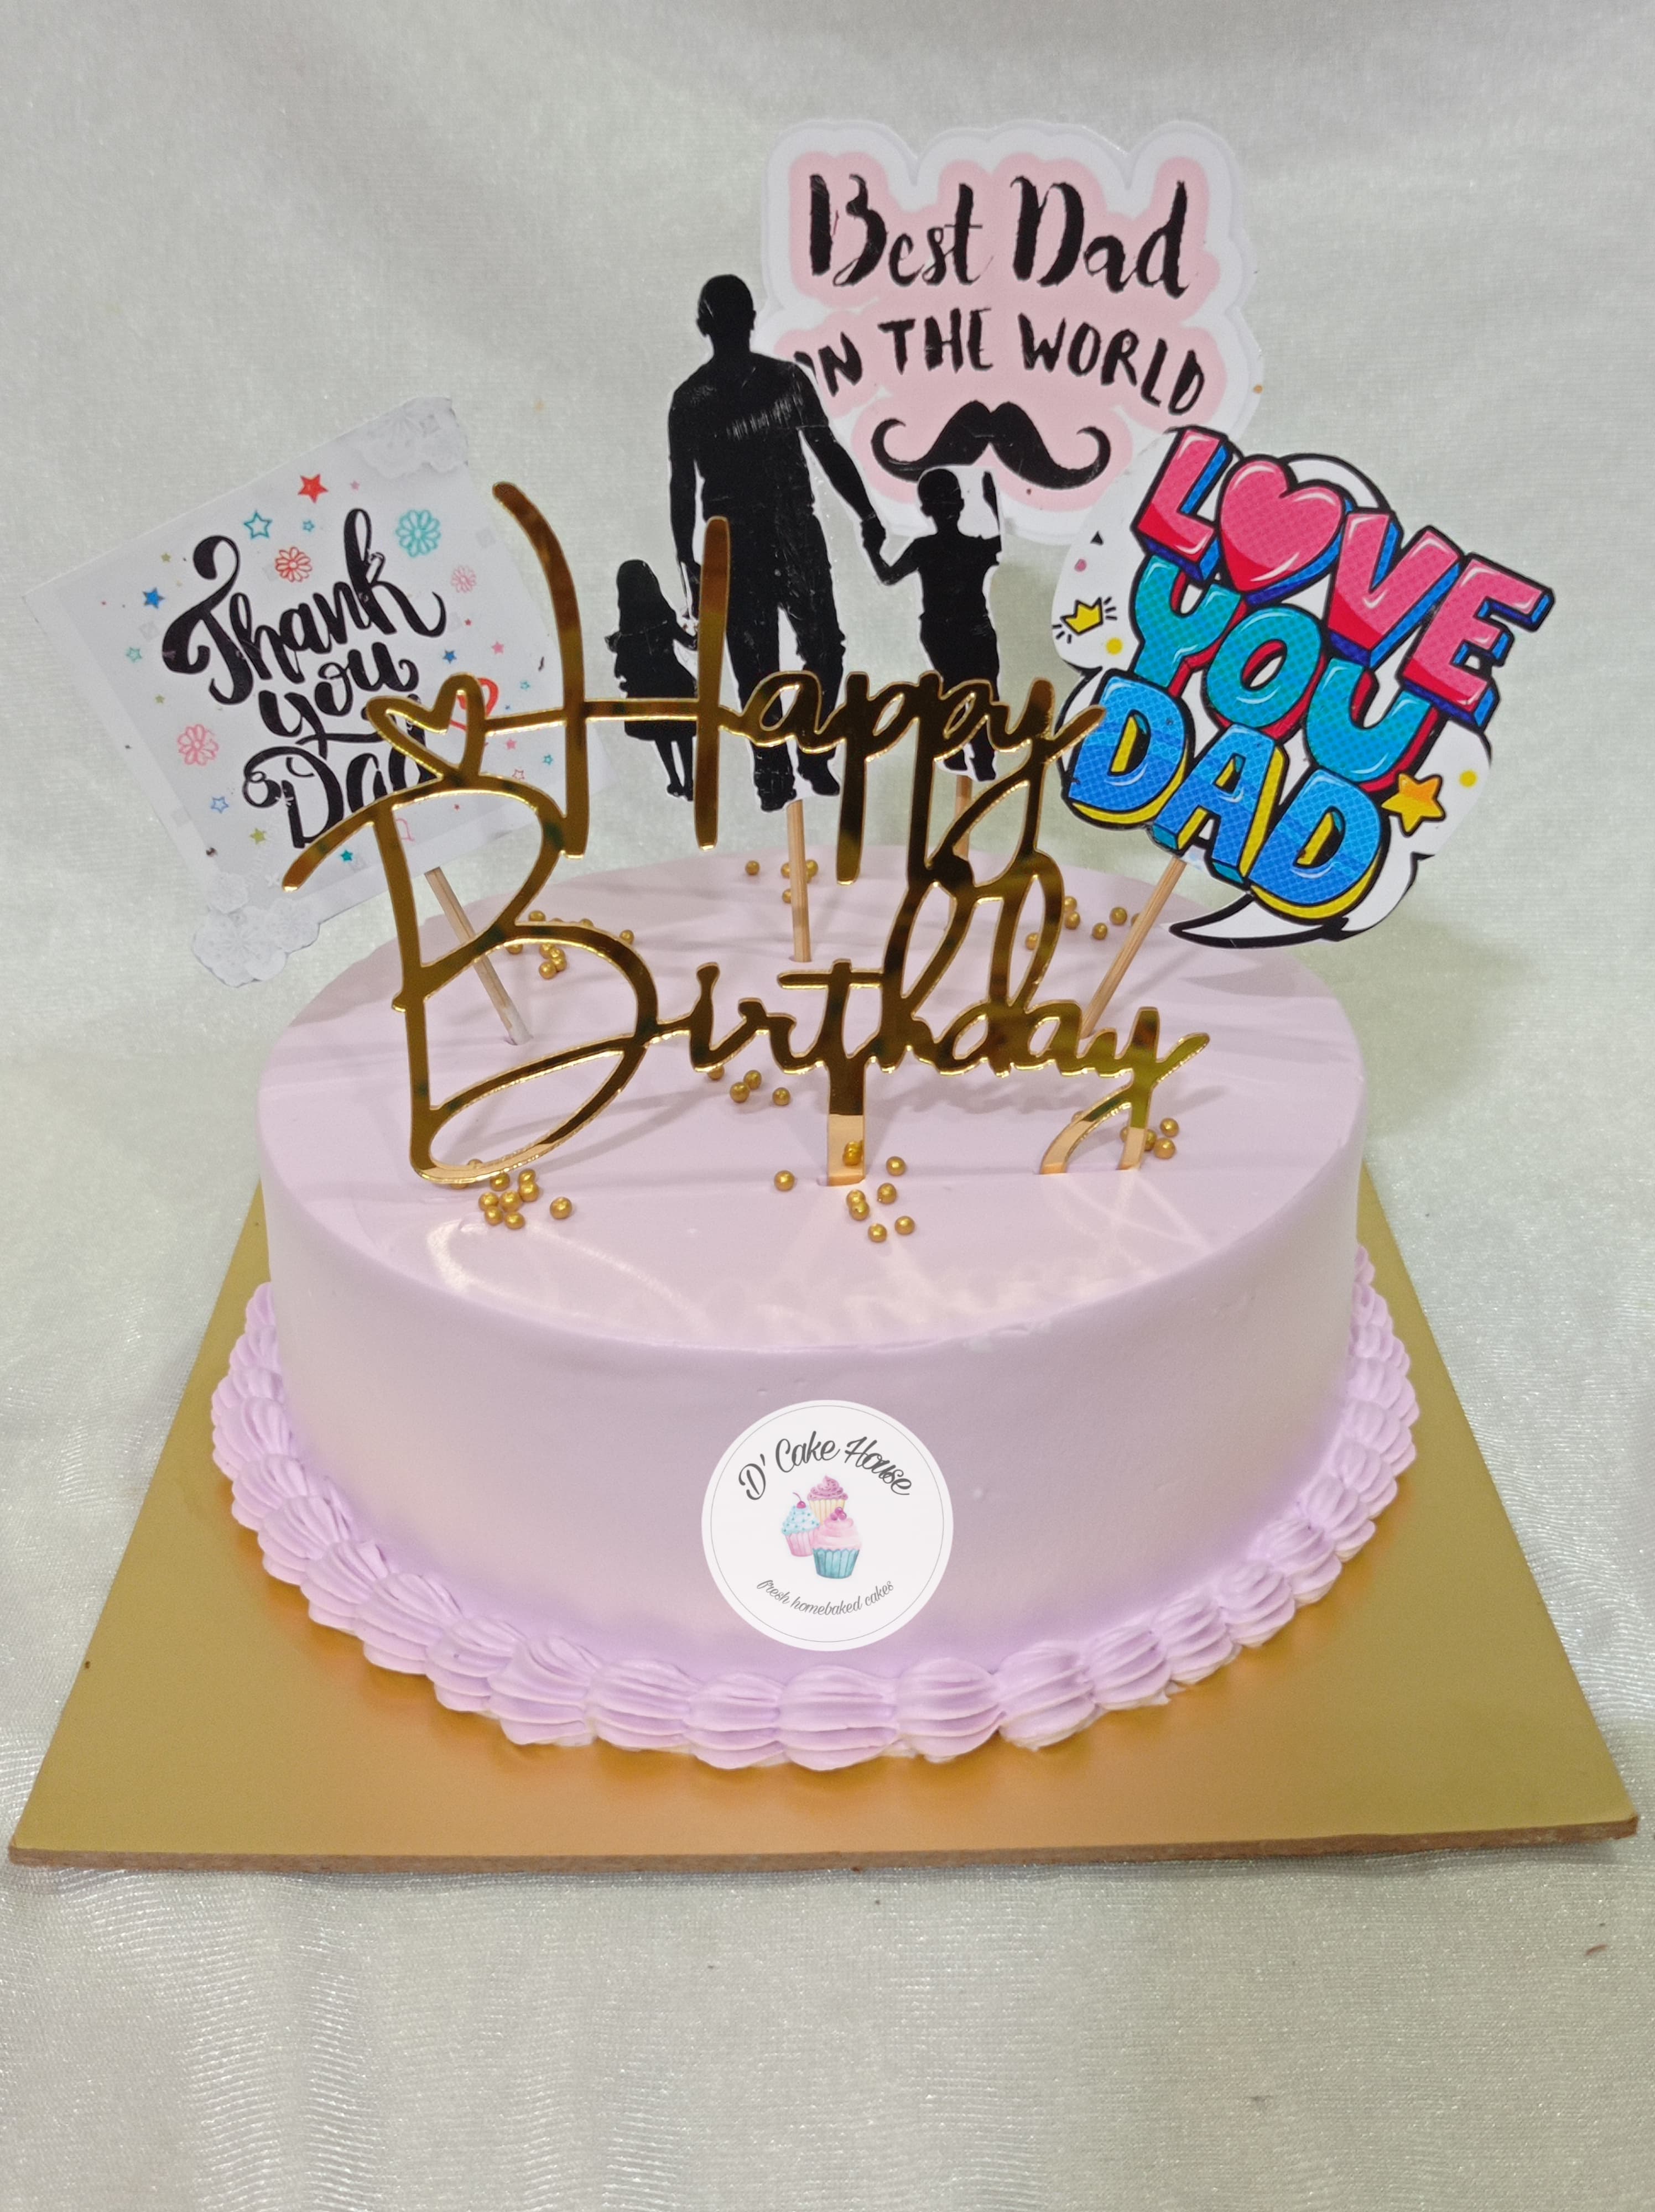 Best Dad
IN THE WORLD
Thank
you
Dad
LOVE
YOU
DAD
Happy
Birthday
D' Cake House
fresh homebaked cakes